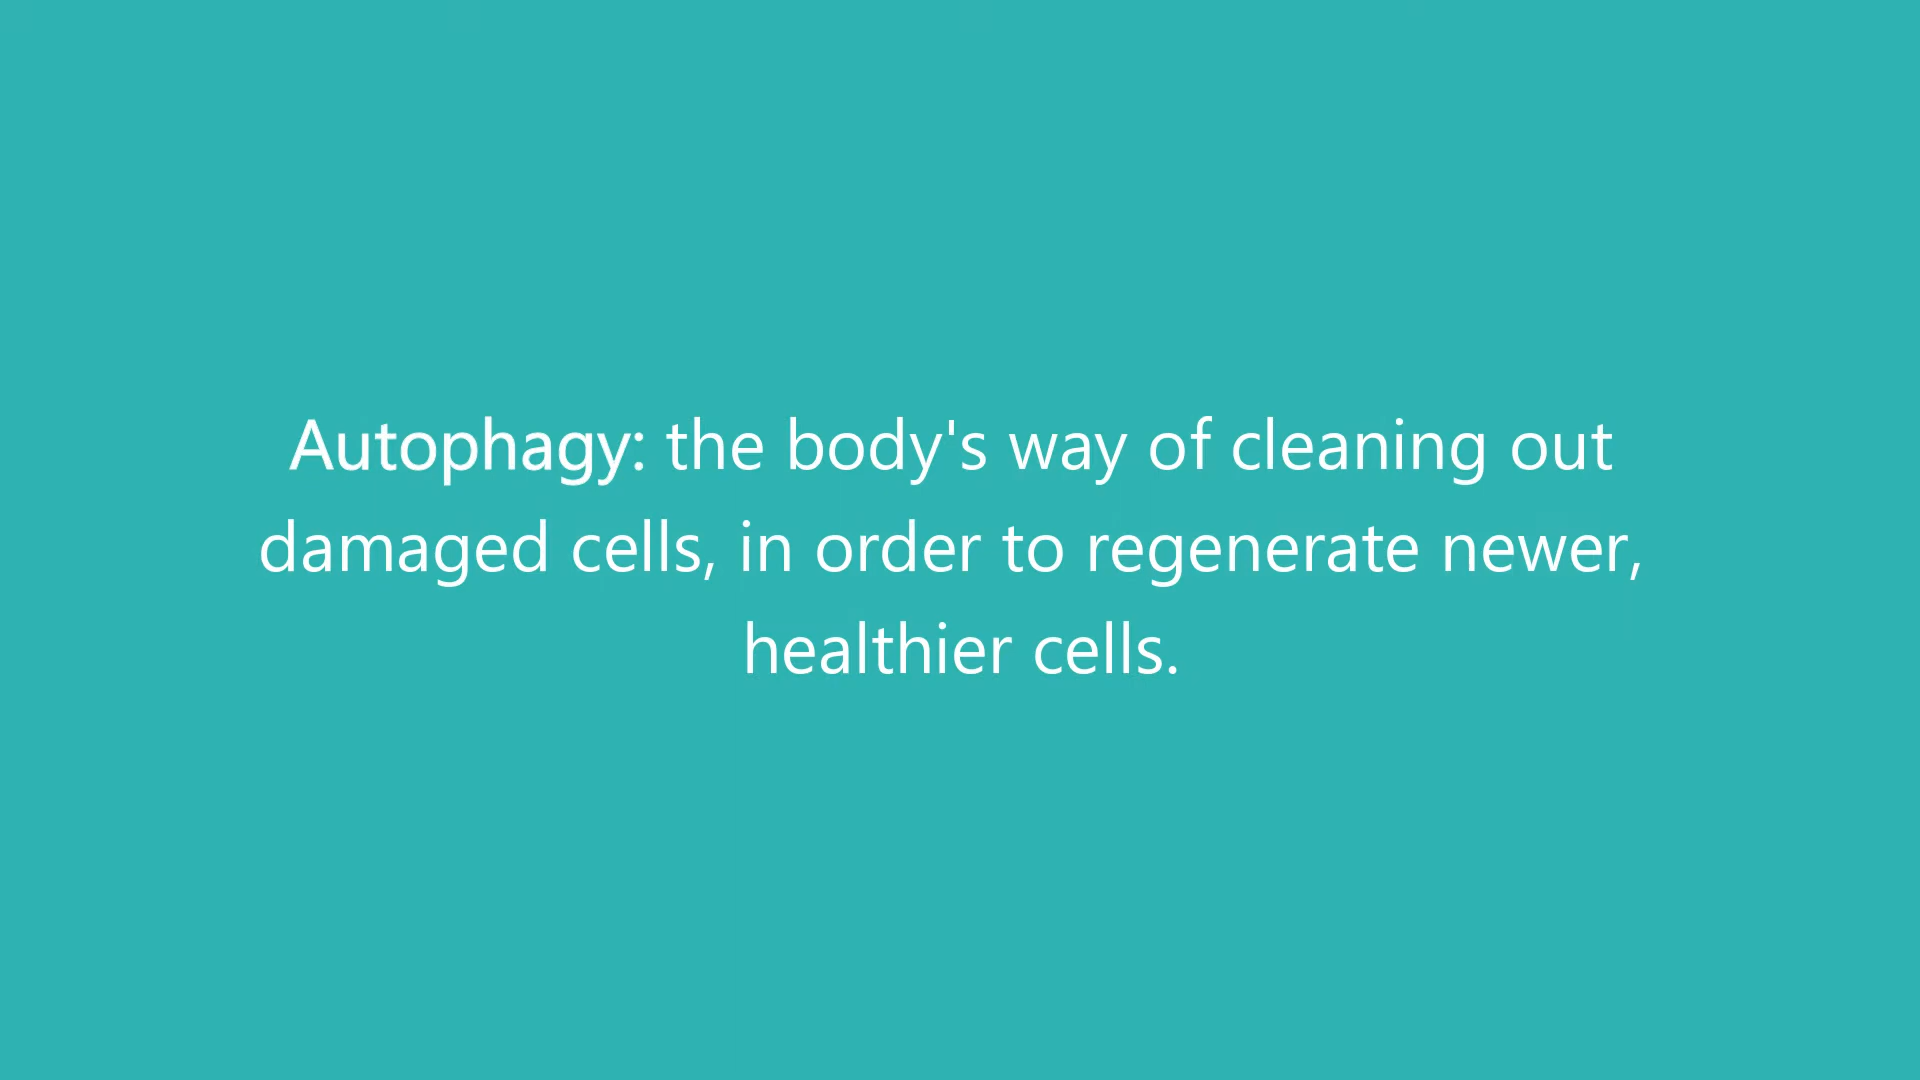 Autophagy: the body's way of cleaning out
damaged cells, in order to regenerate newer,
healthier cells.